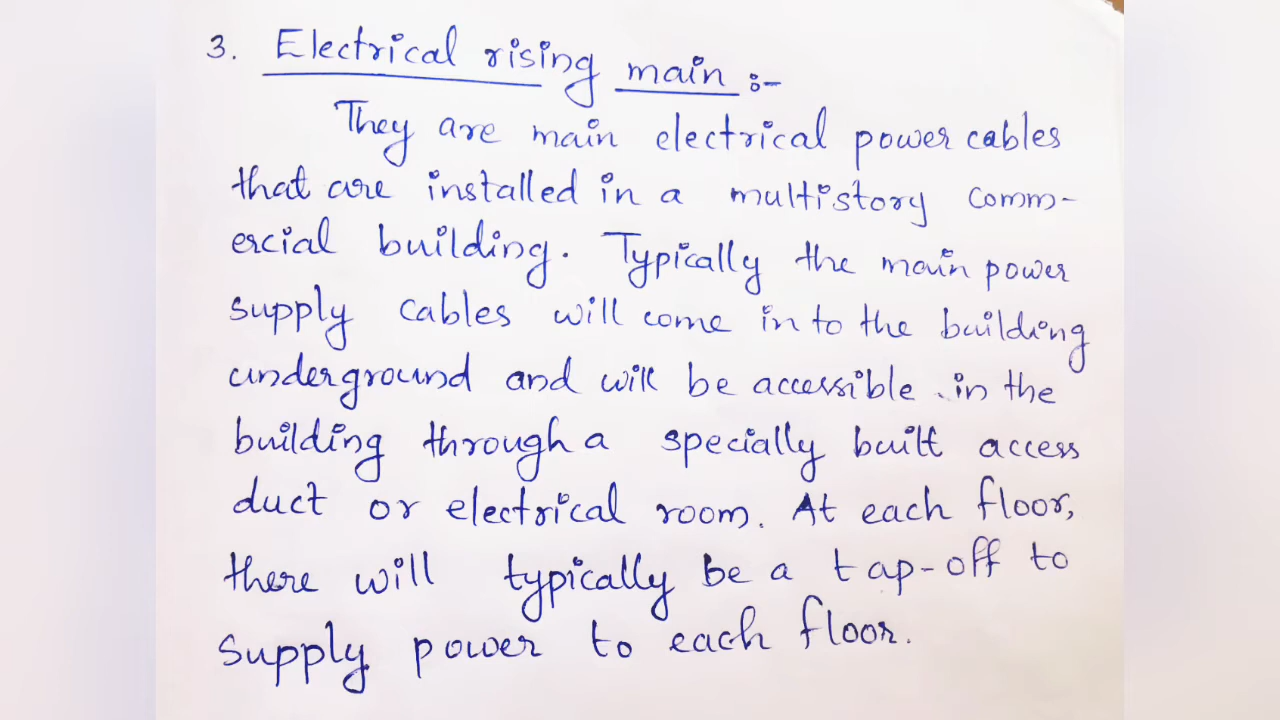 3. Electrical rising main :-
They are main electrical power cables
that are installed in a multistory comm-
ercial building. Typically the main power
supply cables will come in to the building
underground and will be accessible in the
building through a specially built access
duct or electrical room. At each floor,
there will typically be a tap-off to
supply power to each floor.